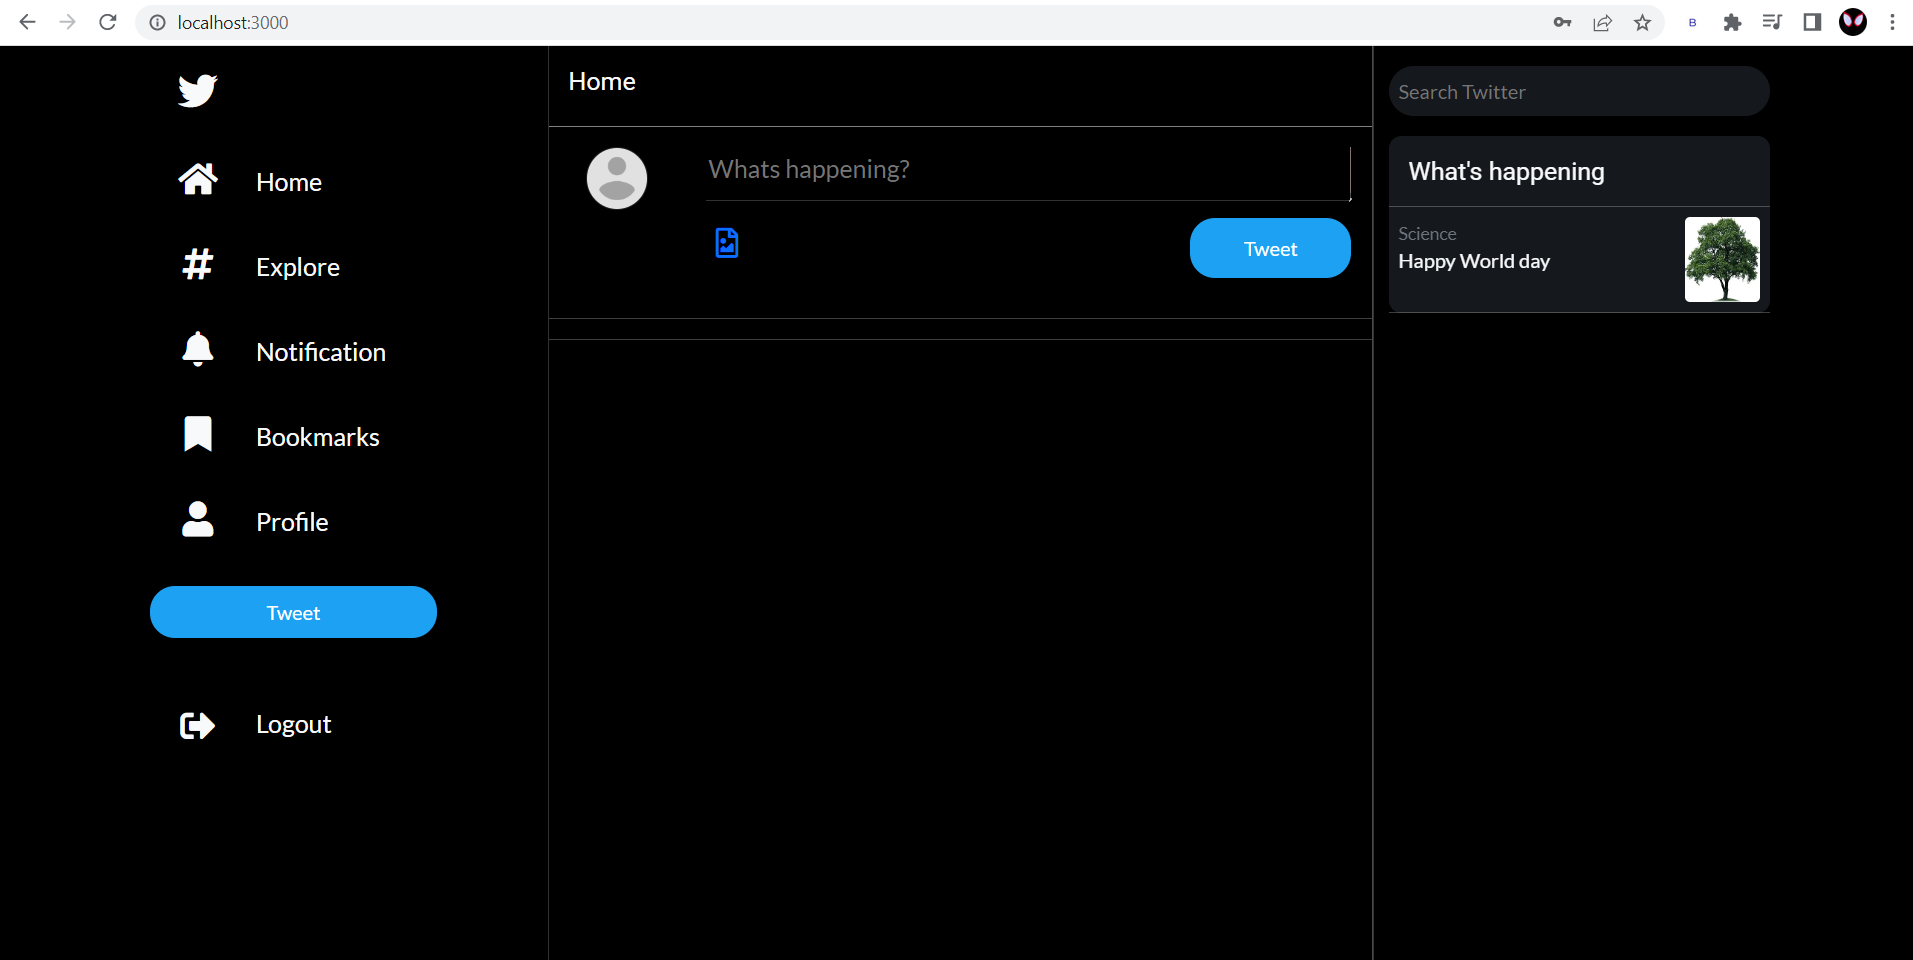 localhost:3000
B
Home
Explore
Notification
Bookmarks
Profile
Tweet
Logout
Home
Whats happening?
Tweet
Search Twitter
What's happening
Science
Happy World day